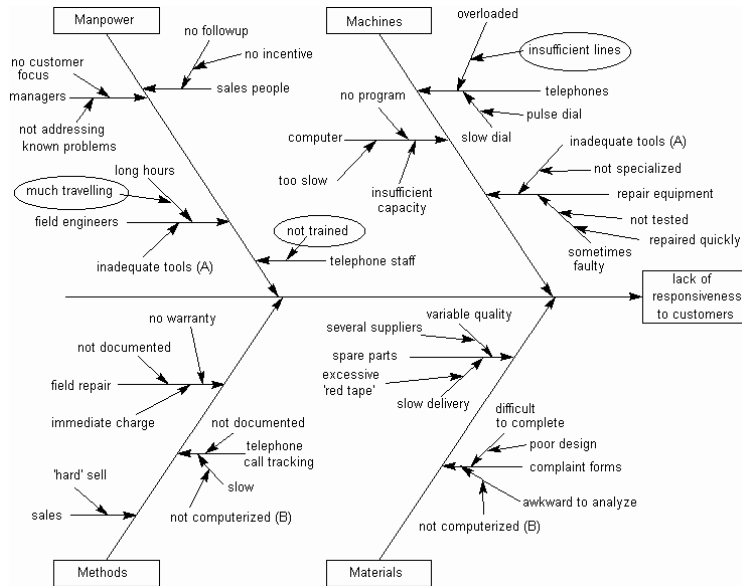 Manpower
Machines
no followup
no incentive
no customer
focus
managers
sales people
not addressing
known problems
long hours
much travelling
field engineers
inadequate tools (A)
not trained
telephone staff
overloaded
insufficient lines
telephones
no program
pulse dial
slow dial
computer
too slow
insufficient
capacity
inadequate tools (A)
not specialized
repair equipment
not tested
repaired quickly
sometimes
faulty
lack of
responsiveness
to customers
no warranty
not documented
field repair
immediate charge
not documented
telephone
call tracking
'hard' sell
slow
sales
not computerized (B)
variable quality
several suppliers
spare parts
excessive
'red tape'
slow delivery
difficult
to complete
poor design
complaint forms
awkward to analyze
not computerized (B)
Methods
Materials